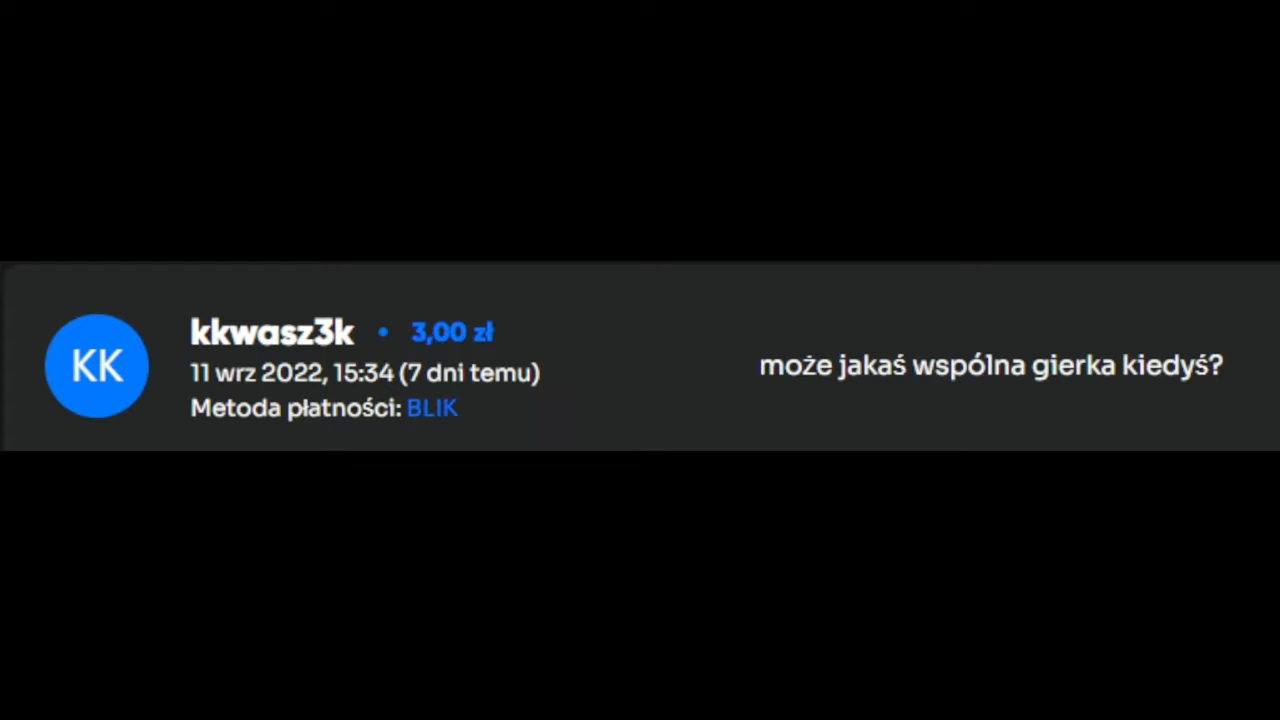 KK
kkwasz3k • 3,00 zł
11 wrz 2022, 15:34 (7 dni temu)
Metoda płatności: BLIK
może jakaś wspólna gierka kiedyś?